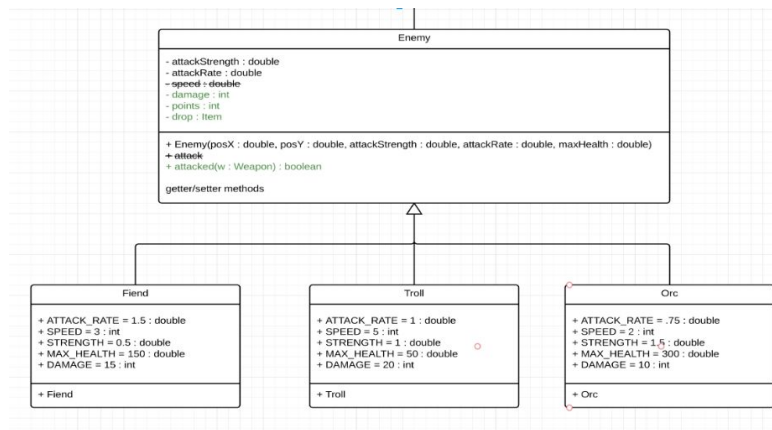 Enemy
- attackStrength : double
- attackRate : double
- speed : double
- damage : int
- points : int
- drop : Item
+ Enemy(posX : double, posY : double, attackStrength : double, attackRate : double, maxHealth : double)
+ attack
+ attacked(w : Weapon) : boolean
getter/setter methods
Fiend
+ ATTACK_RATE = 1.5 : double
+ SPEED = 3 : int
+ STRENGTH = 0.5 : double
+ MAX_HEALTH = 150 : double
+ DAMAGE = 15 : int
+ Fiend
Troll
+ ATTACK_RATE = 1 : double
+ SPEED = 5 : int
+ STRENGTH = 1 : double
+ MAX_HEALTH = 50 : double
+ DAMAGE = 20 : int
+ Troll
Orc
+ ATTACK_RATE = .75 : double
+ SPEED = 2 : int
+ STRENGTH = 1.5 : double
+ MAX_HEALTH = 300 : double
+ DAMAGE = 10 : int
+ Orc